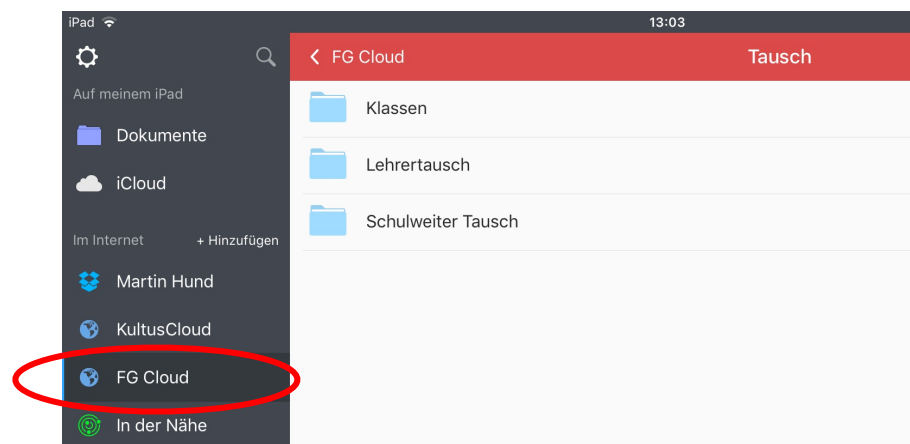 iPad 13:03
FG Cloud Tausch
Auf meinem iPad
Dokumente
iCloud
Im Internet + Hinzufügen
Martin Hund
KultusCloud
FG Cloud
In der Nähe
Klassen
Lehrertausch
Schulweiter Tausch